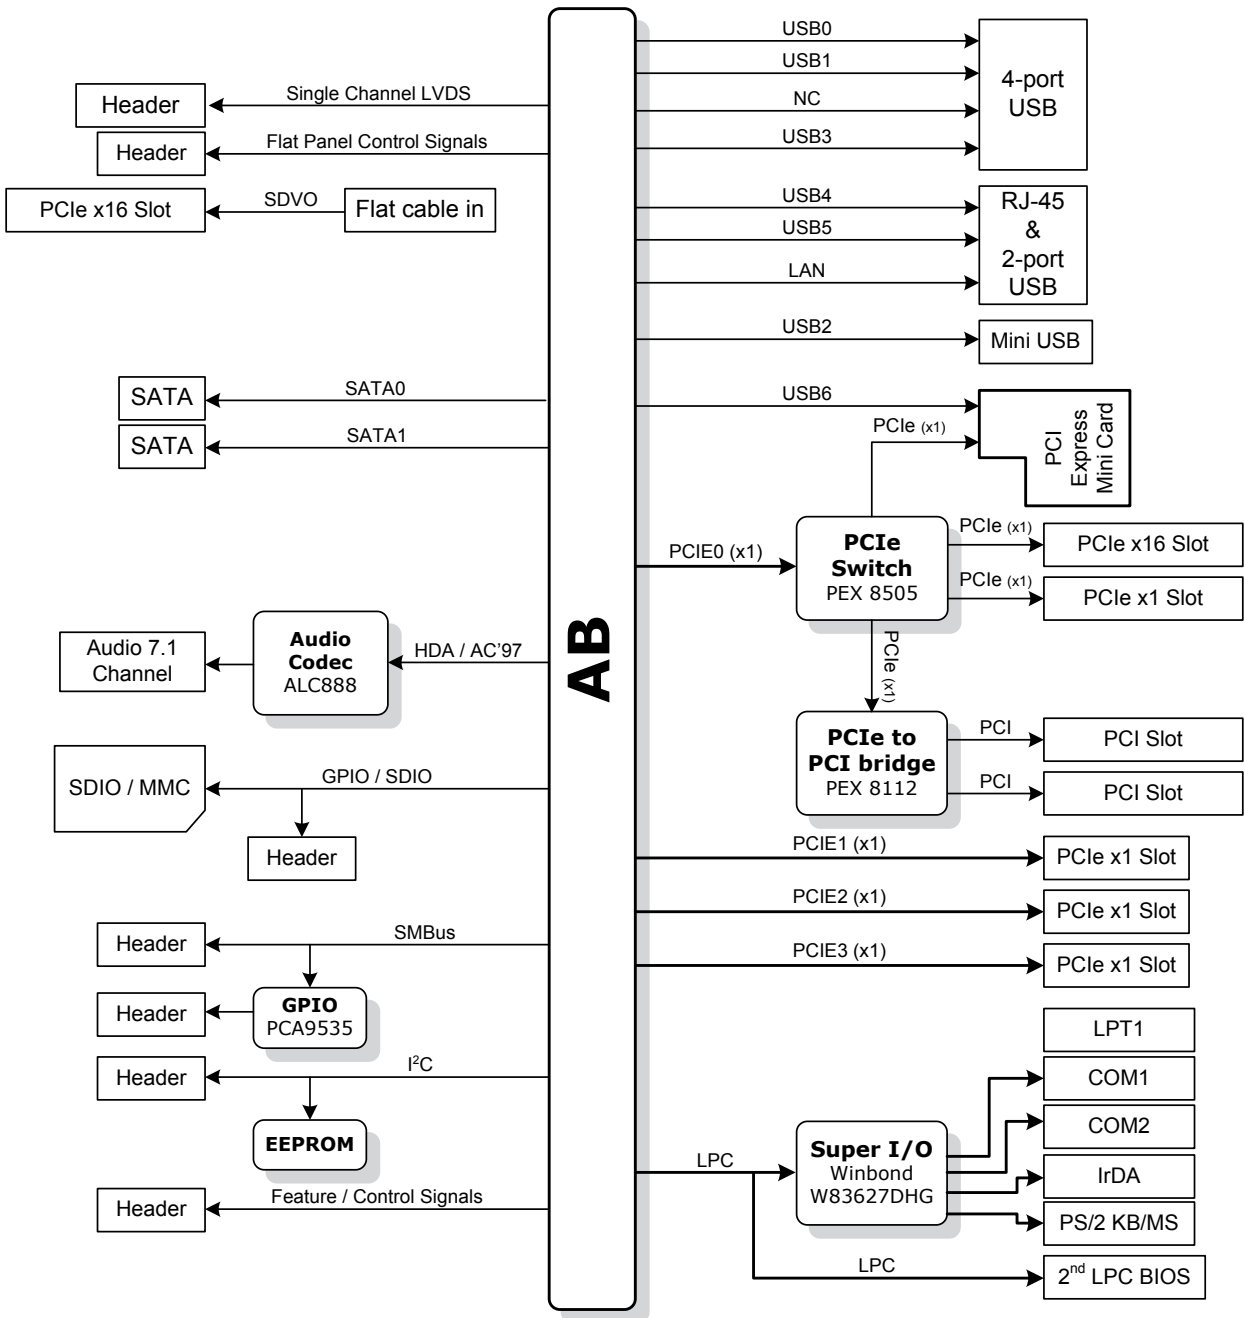 Single Channel LVDS
Header
Flat Panel Control Signals
Header
PCIe x16 Slot
SDVO
Flat cable in
SATA
SATA0
SATA
SATA1
Audio 7.1
Channel
Audio
Codec
ALC888
HDA / AC'97
SDIO / MMC
GPIO / SDIO
Header
Header
SMBus
Header
GPIO
PCA9535
Header
I²C
EEPROM
Header
Feature / Control Signals
AB
USB0
USB1
NC
USB3
4-port
USB
USB4
USB5
LAN
RJ-45
&
2-port
USB
USB2
Mini USB
USB6
PCIe (x1)
PCI
Express
Mini Card
PCIE0 (x1)
PCIe
Switch
PEX 8505
PCIe (x1)
PCIe x16 Slot
PCIe (x1)
PCIe x1 Slot
PCIe (x1)
PCIe to
PCI bridge
PEX 8112
PCI
PCI Slot
PCI
PCI Slot
PCIE1 (x1)
PCIe x1 Slot
PCIE2 (x1)
PCIe x1 Slot
PCIE3 (x1)
PCIe x1 Slot
LPC
Super I/O
Winbond
W83627DHG
LPT1
COM1
COM2
IrDA
PS/2 KB/MS
LPC
2nd LPC BIOS